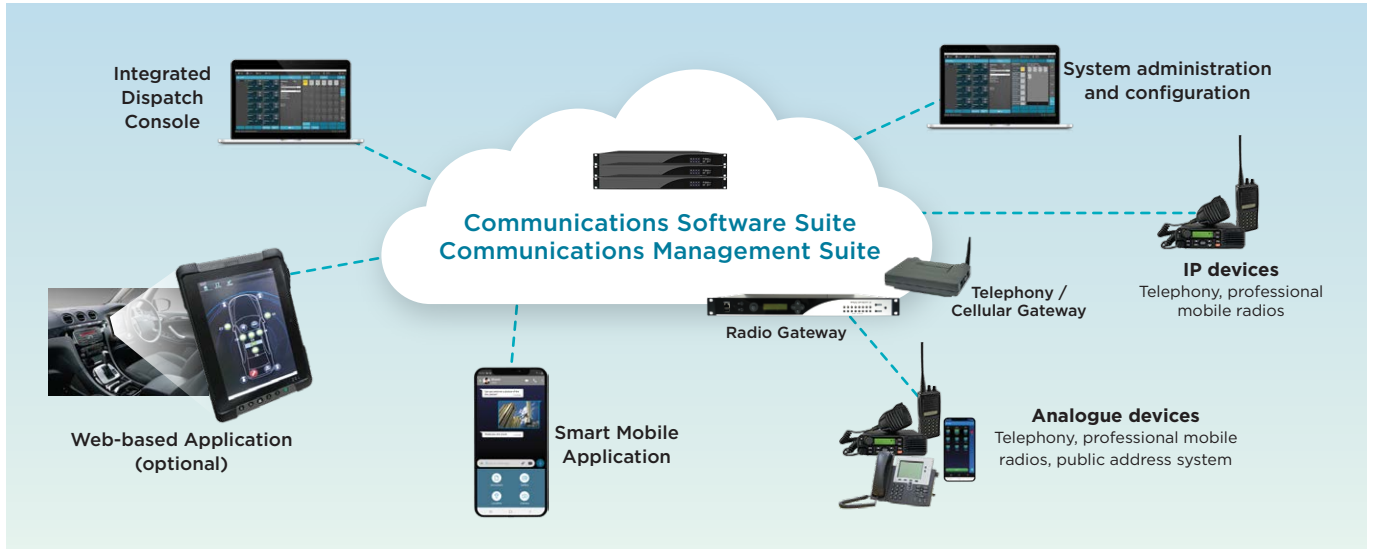 Integrated
Dispatch
Console
System administration
and configuration
Communications Software Suite
Communications Management Suite
IP devices
Telephony, professional
mobile radios
Telephony /
Cellular Gateway
Radio Gateway
Web-based Application
(optional)
Smart Mobile
Application
Analogue devices
Telephony, professional mobile
radios, public address system